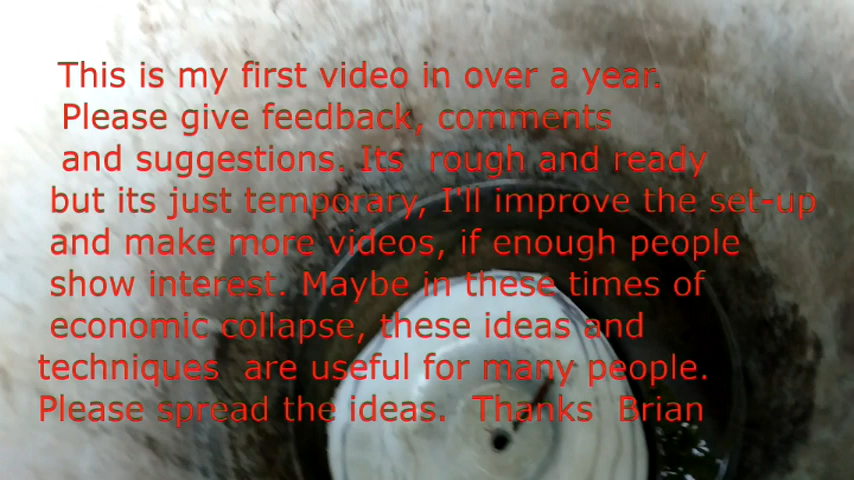 This is my first video in over a year.
Please give feedback, comments
and suggestions. Its rough and ready
but its just temporary, I'll improve the set-up
and make more videos, if enough people
show interest. Maybe in these times of
economic collapse, these ideas and
techniques are useful for many people.
Please spread the ideas. Thanks Brian